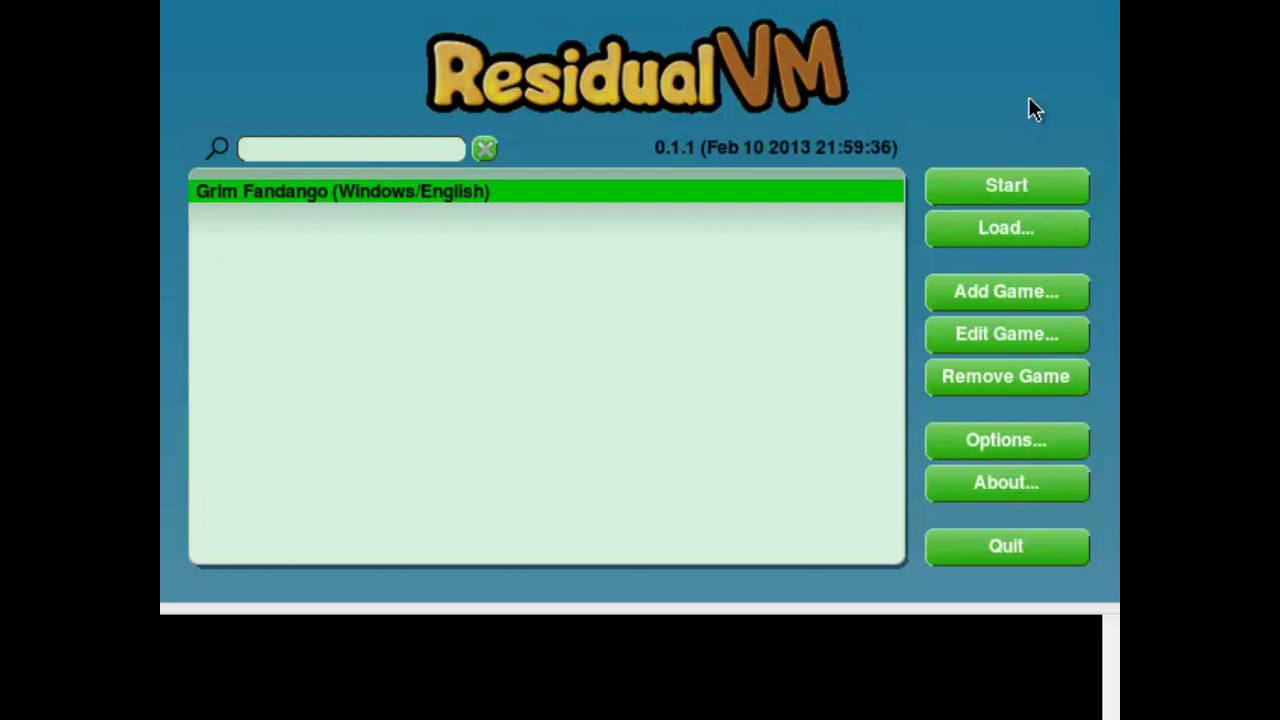 ResidualVM
0.1.1 (Feb 10 2013 21:59:36)
Grim Fandango (Windows/English)
Start
Load...
Add Game...
Edit Game...
Remove Game
Options...
About...
Quit